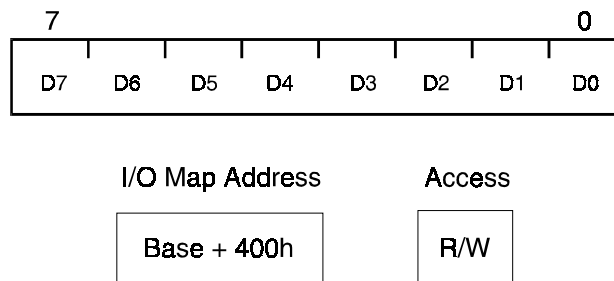 7 0
D7 D6 D5 D4 D3 D2 D1 D0
I/O Map Address Access
Base + 400h R/W